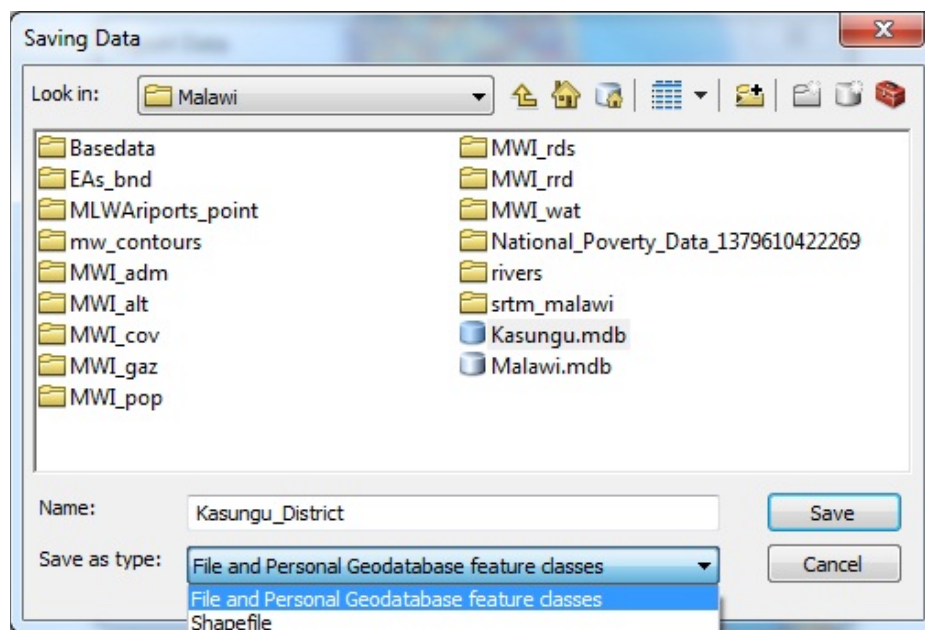 Saving Data
Look in:
Malawi
Basedata
EAs_bnd
MLWAriports_point
mw_contours
MWI_adm
MWI_alt
MWI_cov
MWI_gaz
MWI_pop
MWI_rds
MWI_rrd
MWI_wat
National_Poverty_Data_1379610422269
rivers
srtm_malawi
Kasungu.mdb
Malawi.mdb
Name:
Kasungu_District
Save
Save as type:
File and Personal Geodatabase feature classes
Cancel
File and Personal Geodatabase feature classes
Shapefile